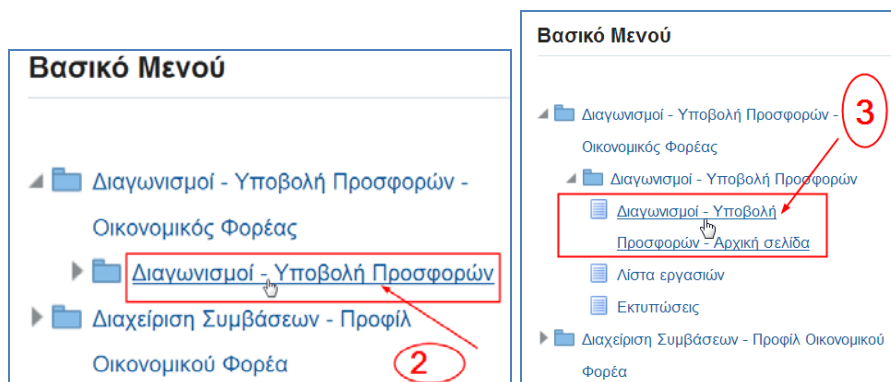 Βασικό Μενού
Διαγωνισμοί - Υποβολή Προσφορών -
Οικονομικός Φορέας
Διαγωνισμοί - Υποβολή Προσφορών
Διαχείριση Συμβάσεων - Προφίλ
Οικονομικού Φορέα
2
Βασικό Μενού
Διαγωνισμοί - Υποβολή Προσφορών -
3
Οικονομικός Φορέας
Διαγωνισμοί - Υποβολή Προσφορών
Διαγωνισμοί - Υποβολή
Προσφορών - Αρχική σελίδα
Λίστα εργασιών
Εκτυπώσεις
Διαχείριση Συμβάσεων - Προφίλ Οικονομικού
Φορέα